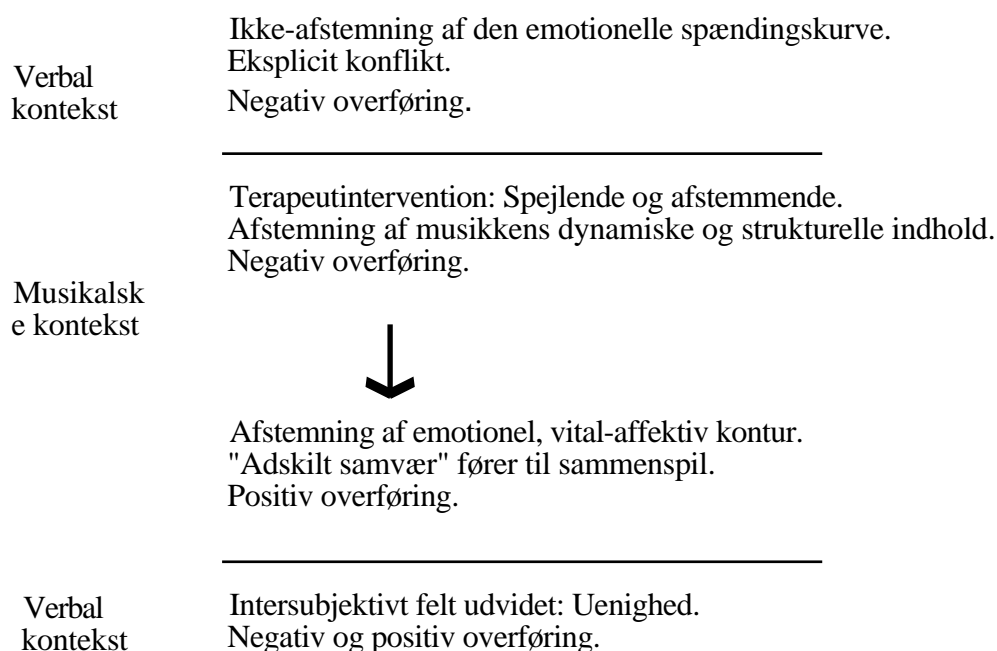 Ikke-afstemning af den emotionelle spændingskurve.
Eksplicit konflikt.
Negativ overføring.
Verbal
kontekst
Terapeutintervention: Spejlende og afstemmende.
Afstemning af musikkens dynamiske og strukturelle indhold.
Negativ overføring.
Musikalsk
e kontekst
Afstemning af emotionel, vital-affektiv kontur.
"Adskilt samvær" fører til sammenspil.
Positiv overføring.
Verbal
kontekst
Intersubjektivt felt udvidet: Uenighed.
Negativ og positiv overføring.